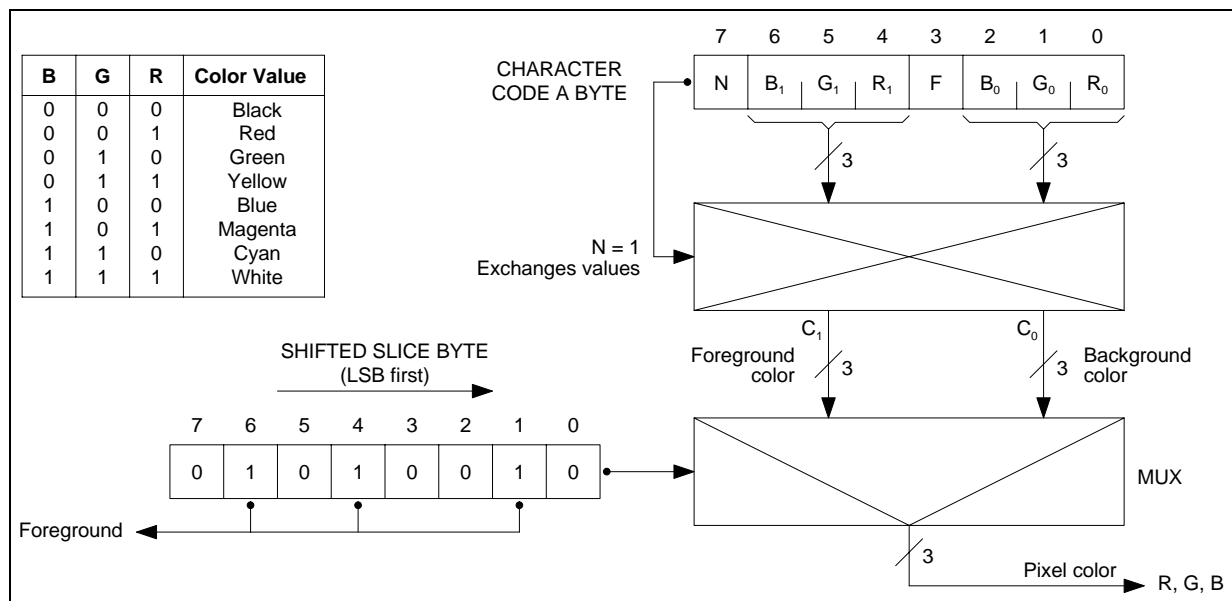 B G R Color Value
0 0 0 Black
0 0 1 Red
0 1 0 Green
0 1 1 Yellow
1 0 0 Blue
1 0 1 Magenta
1 1 0 Cyan
1 1 1 White
7 6 5 4 3 2 1 0
CHARACTER
CODE A BYTE
N B1 G1 R1 F B0 G0 R0
3 3
N = 1
Exchanges values
C1 C0
Foreground
color
3 3
Background
color
SHIFTED SLICE BYTE
(LSB first)
7 6 5 4 3 2 1 0
0 1 0 1 0 0 1 0
MUX
Foreground
3
Pixel color
R, G, B